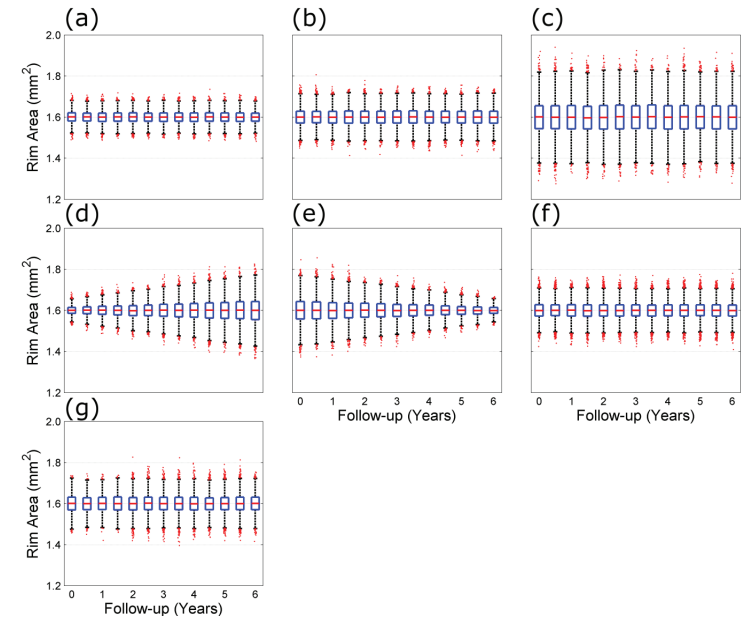 (a)
(b)
(c)
Rim Area (mm²)
2.0
1.8
1.6
1.4
1.2
(d)
(e)
(f)
Rim Area (mm²)
2.0
1.8
1.6
1.4
1.2
0 1 2 3 4 5 6
Follow-up (Years)
0 1 2 3 4 5 6
Follow-up (Years)
(g)
Rim Area (mm²)
2.0
1.8
1.6
1.4
1.2
0 1 2 3 4 5 6
Follow-up (Years)